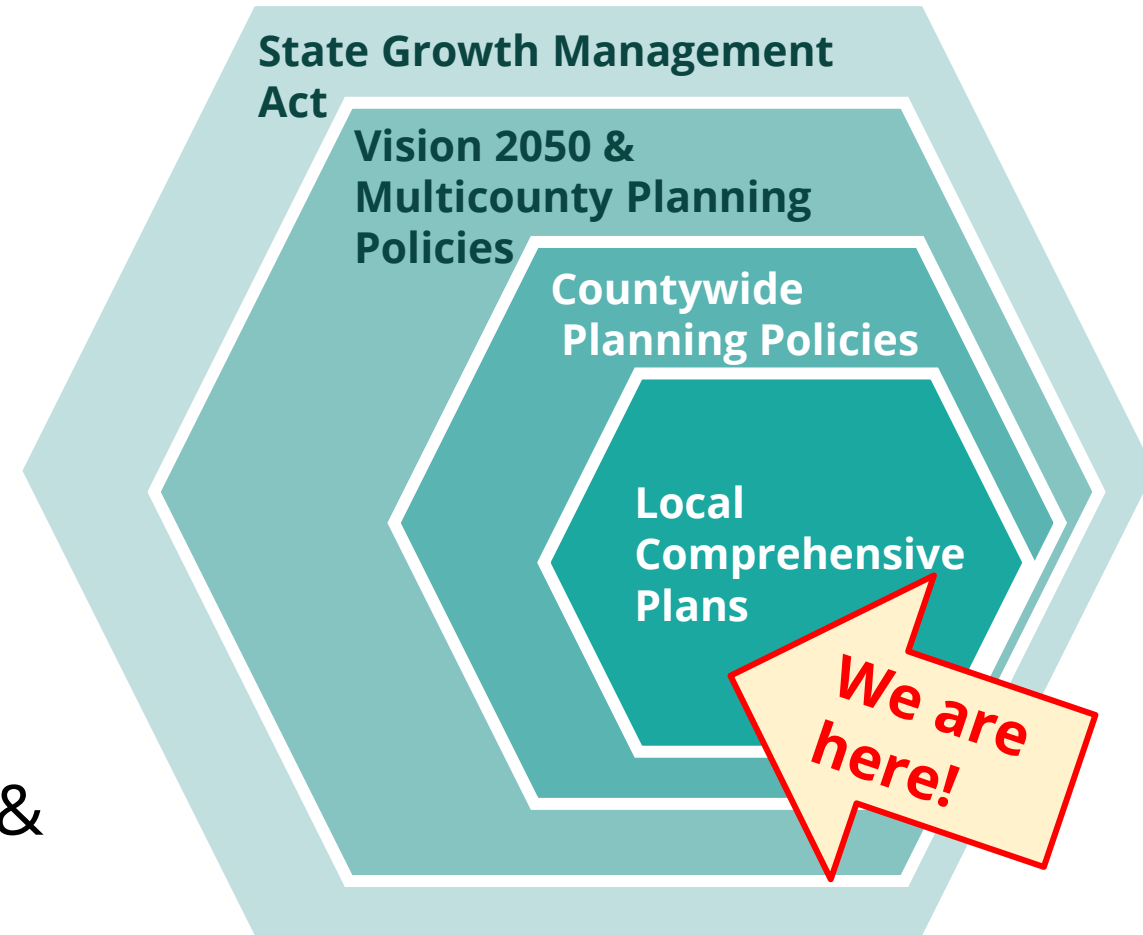 State Growth Management
Act
Vision 2050 &
Multicounty Planning
Policies
Countywide
Planning Policies
Local
Comprehensive
Plans
We are
here!
&